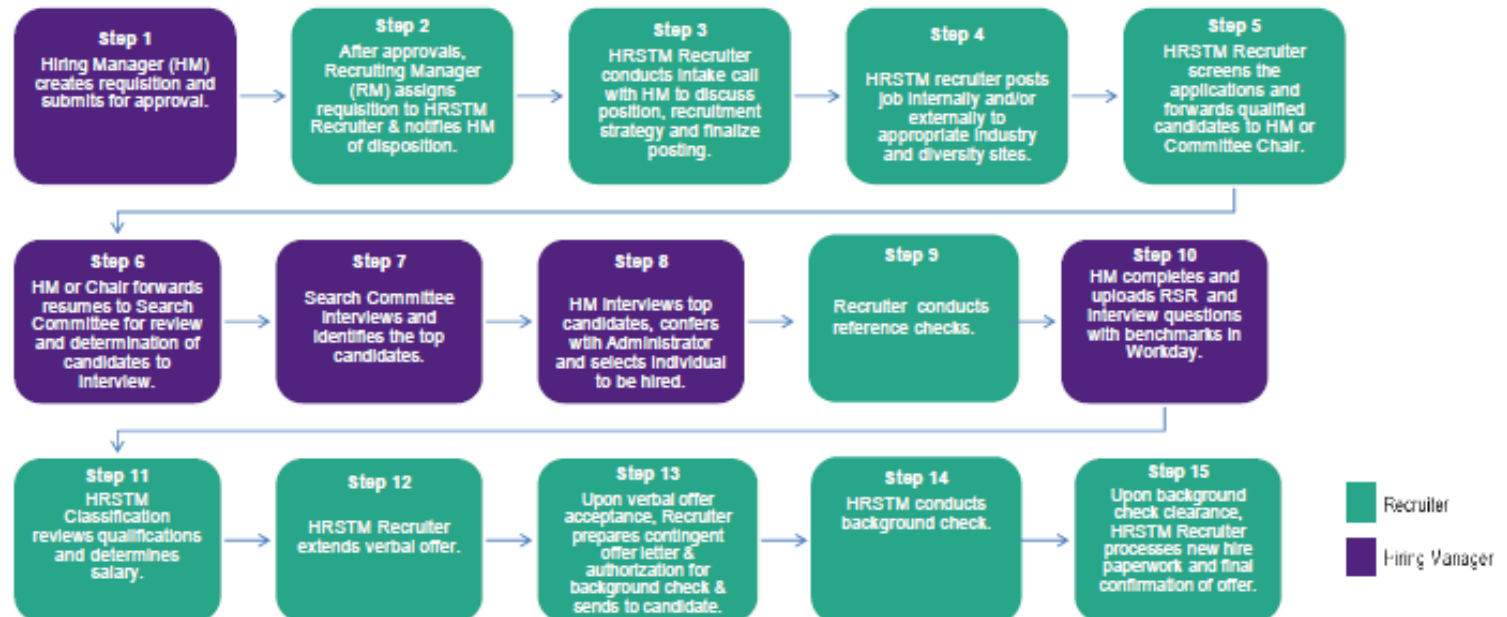 Step 1
Hiring Manager (HM)
creates requisition and
submits for approval.
Step 2
After approvals,
Recruiting Manager
(RM) assigns
requisition to HRSTM
Recruiter & notifies HM
of disposition.
Step 3
HRSTM Recruiter
conducts intake call
with HM to discuss
position, recruitment
strategy and finalize
posting.
Step 4
HRSTM recruiter posts
job internally and/or
externally to
appropriate industry
and diversity sites.
Step 5
HRSTM Recruiter
screens the
applications and
forwards qualified
candidates to HM or
Committee Chair.
Step 6
HM or Chair forwards
resumes to Search
Committee for review
and determination of
candidates to
interview.
Step 7
Search Committee
interviews and
identifies the top
candidates.
Step 8
HM interviews top
candidates, confers
wtih Administrator
and selects individual
to be hired.
Step 9
Recruiter conducts
reference checks.
Step 10
HM completes and
uploads RSR and
interview questions
with benchmarks in
Workday.
Step 11
HRSTM
Classification
reviews qualifications
and determines
salary.
Step 12
HRSTM Recruiter
extends verbal offer.
Step 13
Upon verbal offer
acceptance, Recruiter
prepares contingent
offer letter &
authorization for
background check &
sends to candidate.
Step 14
HRSTM conducts
background check.
Step 15
Upon background
check clearance,
HRSTM Recruiter
processes new hire
paperwork and final
confirmation of offer.
Recruiter
Hiring Manager